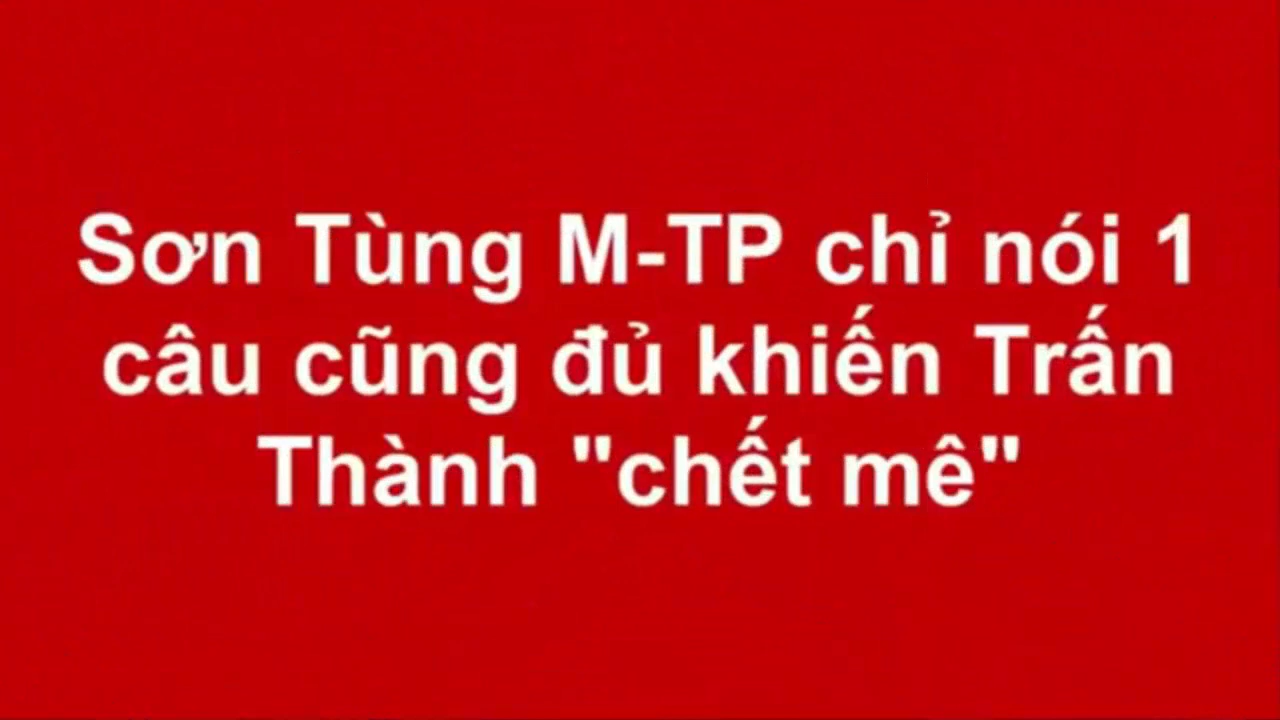 Sơn Tùng M-TP chỉ nói 1
câu cũng đủ khiến Trấn
Thành "chết mê"